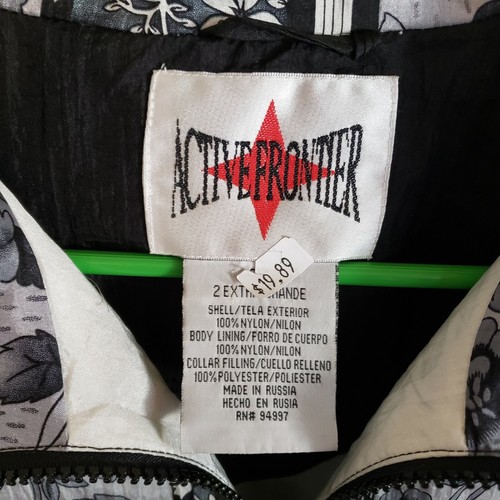 ACTIVE FRONTIER
$19.89
2 EXTRA GRANDE
SHELL/TELA EXTERIOR
100% NYLON/NILON
BODY LINING/FORRO DE CUERPO
100% NYLON/NILON
COLLAR FILLING/CUELLO RELLENO
100% POLYESTER/POLIESTER
MADE IN RUSSIA
HECHO EN RUSIA
RN# 94997